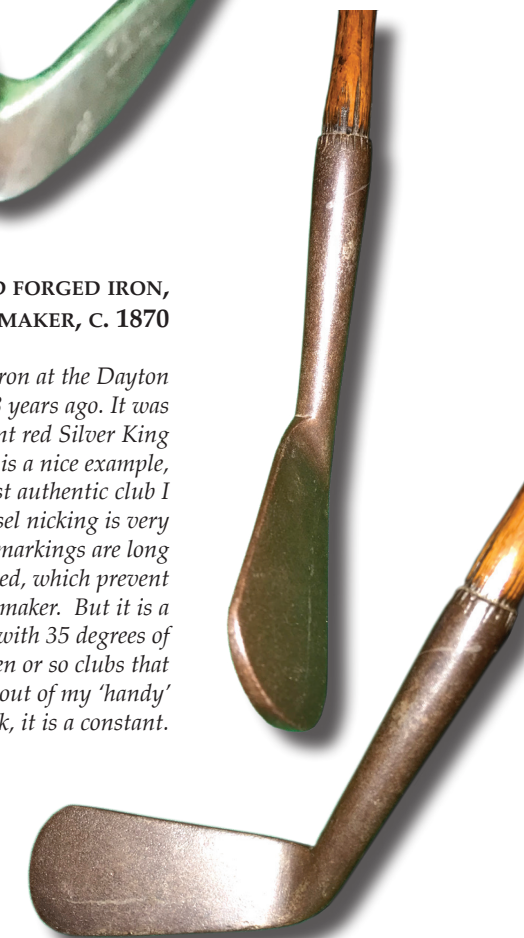 D FORGED IRON,
MAKER, C. 1870
ron at the Dayton
years ago. It was
nt red Silver King
is a nice example,
st authentic club I
sel nicking is very
markings are long
ed, which prevent
maker. But it is a
with 35 degrees of
en or so clubs that
out of my ‘handy’
k, it is a constant.